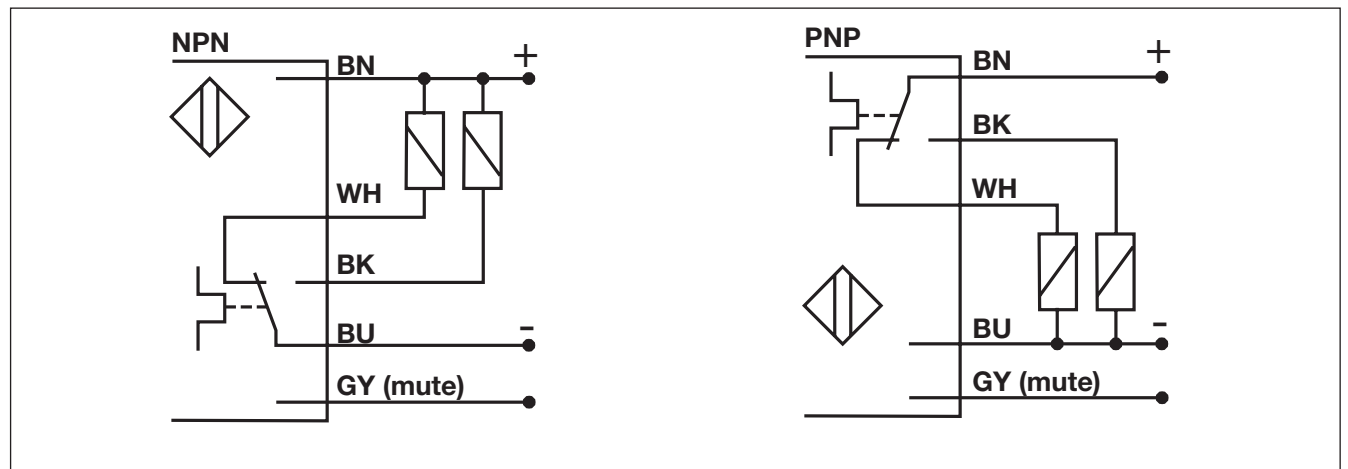 NPN
BN
+
WH
BK
BU
-
GY (mute)
PNP
BN
+
BK
WH
BU
-
GY (mute)